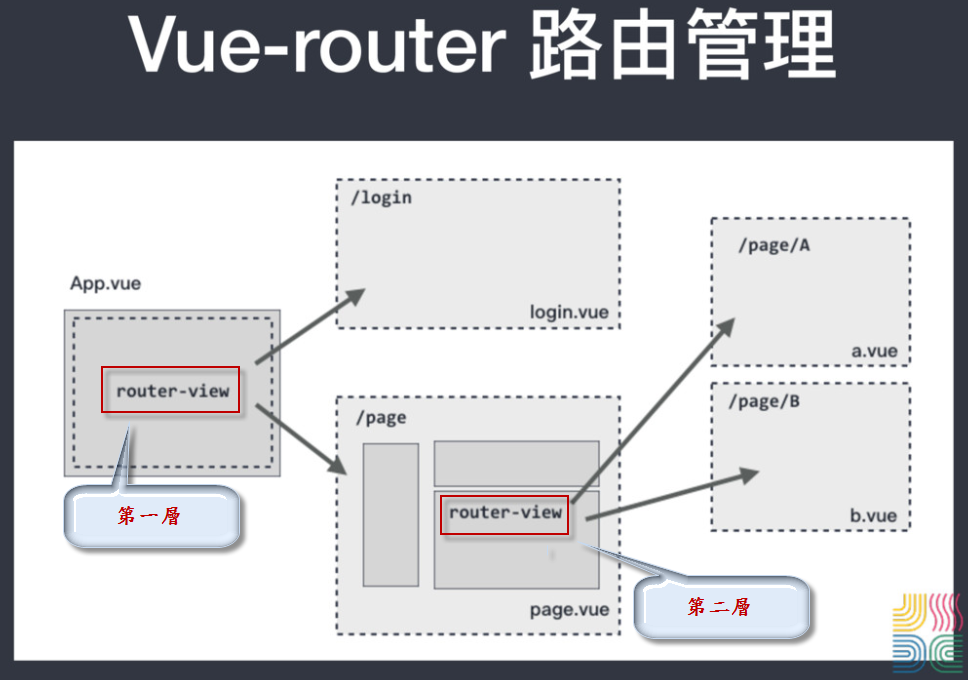 Vue-router 路由管理
/login
login.vue
App.vue
router-view
第一層
/page
router-view
page.vue
第二層
/page/A
a.vue
/page/B
b.vue